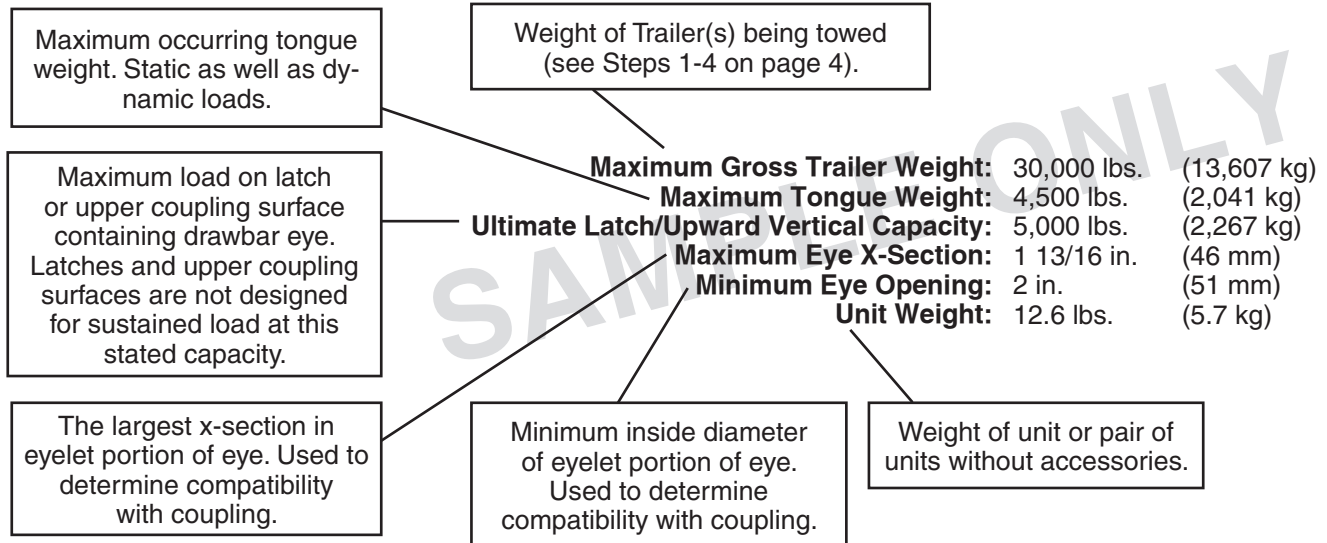 Maximum occurring tongue
weight. Static as well as dy-
namic loads.
Weight of Trailer(s) being towed
(see Steps 1-4 on page 4).
Maximum load on latch
or upper coupling surface
containing drawbar eye.
Latches and upper coupling
surfaces are not designed
for sustained load at this
stated capacity.
SAMPLE ONLY
Maximum Gross Trailer Weight: 30,000 lbs. (13,607 kg)
Maximum Tongue Weight: 4,500 lbs. (2,041 kg)
Ultimate Latch/Upward Vertical Capacity: 5,000 lbs. (2,267 kg)
Maximum Eye X-Section: 1 13/16 in. (46 mm)
Minimum Eye Opening: 2 in. (51 mm)
Unit Weight: 12.6 lbs. (5.7 kg)
The largest x-section in
eyelet portion of eye. Used to
determine compatibility
with coupling.
Minimum inside diameter
of eyelet portion of eye.
Used to determine
compatibility with coupling.
Weight of unit or pair of
units without accessories.